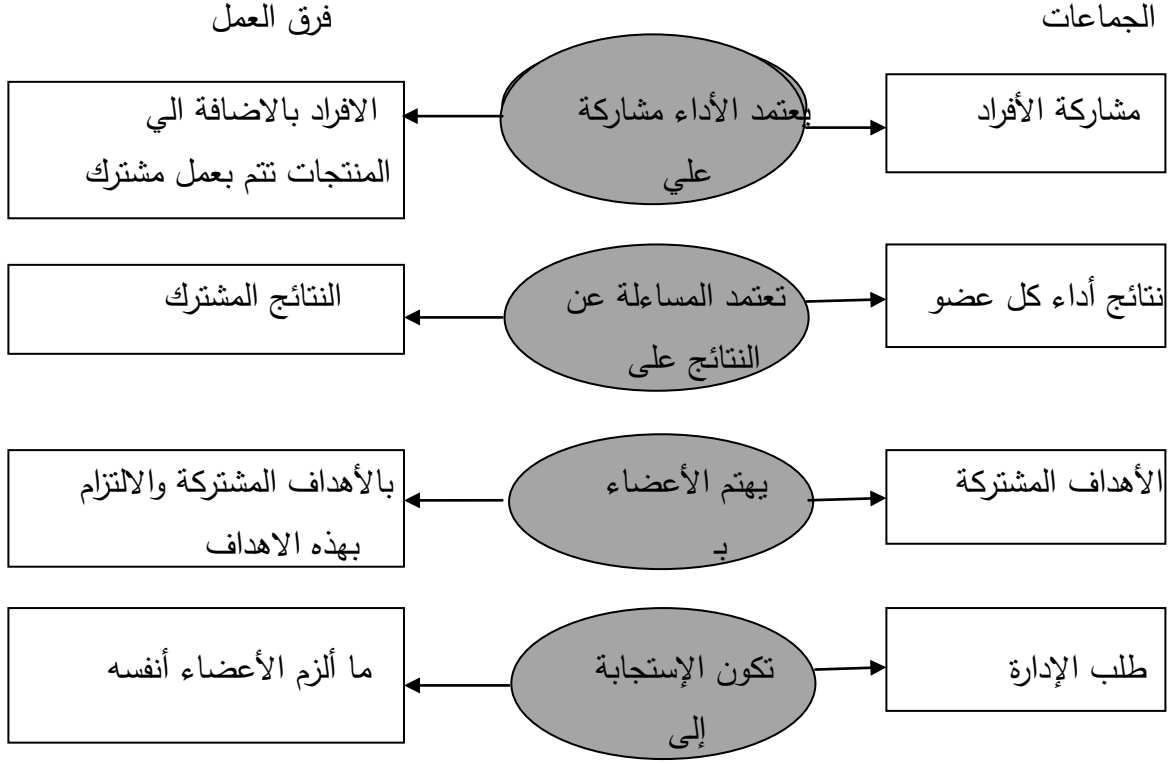 الجماعات
فرق العمل
مشاركة الأفراد
يعتمد الأداء مشاركة
علي
الافراد بالاضافة الي
المنتجات تتم بعمل مشترك
نتائج أداء كل عضو
تعتمد المساءلة عن
النتائج على
النتائج المشترك
الأهداف المشتركة
يهتم الأعضاء
بـ
بالأهداف المشتركة والالتزام
بهذه الاهداف
طلب الإدارة
تكون الإستجابة
إلى
ما ألزم الأعضاء أنفسه